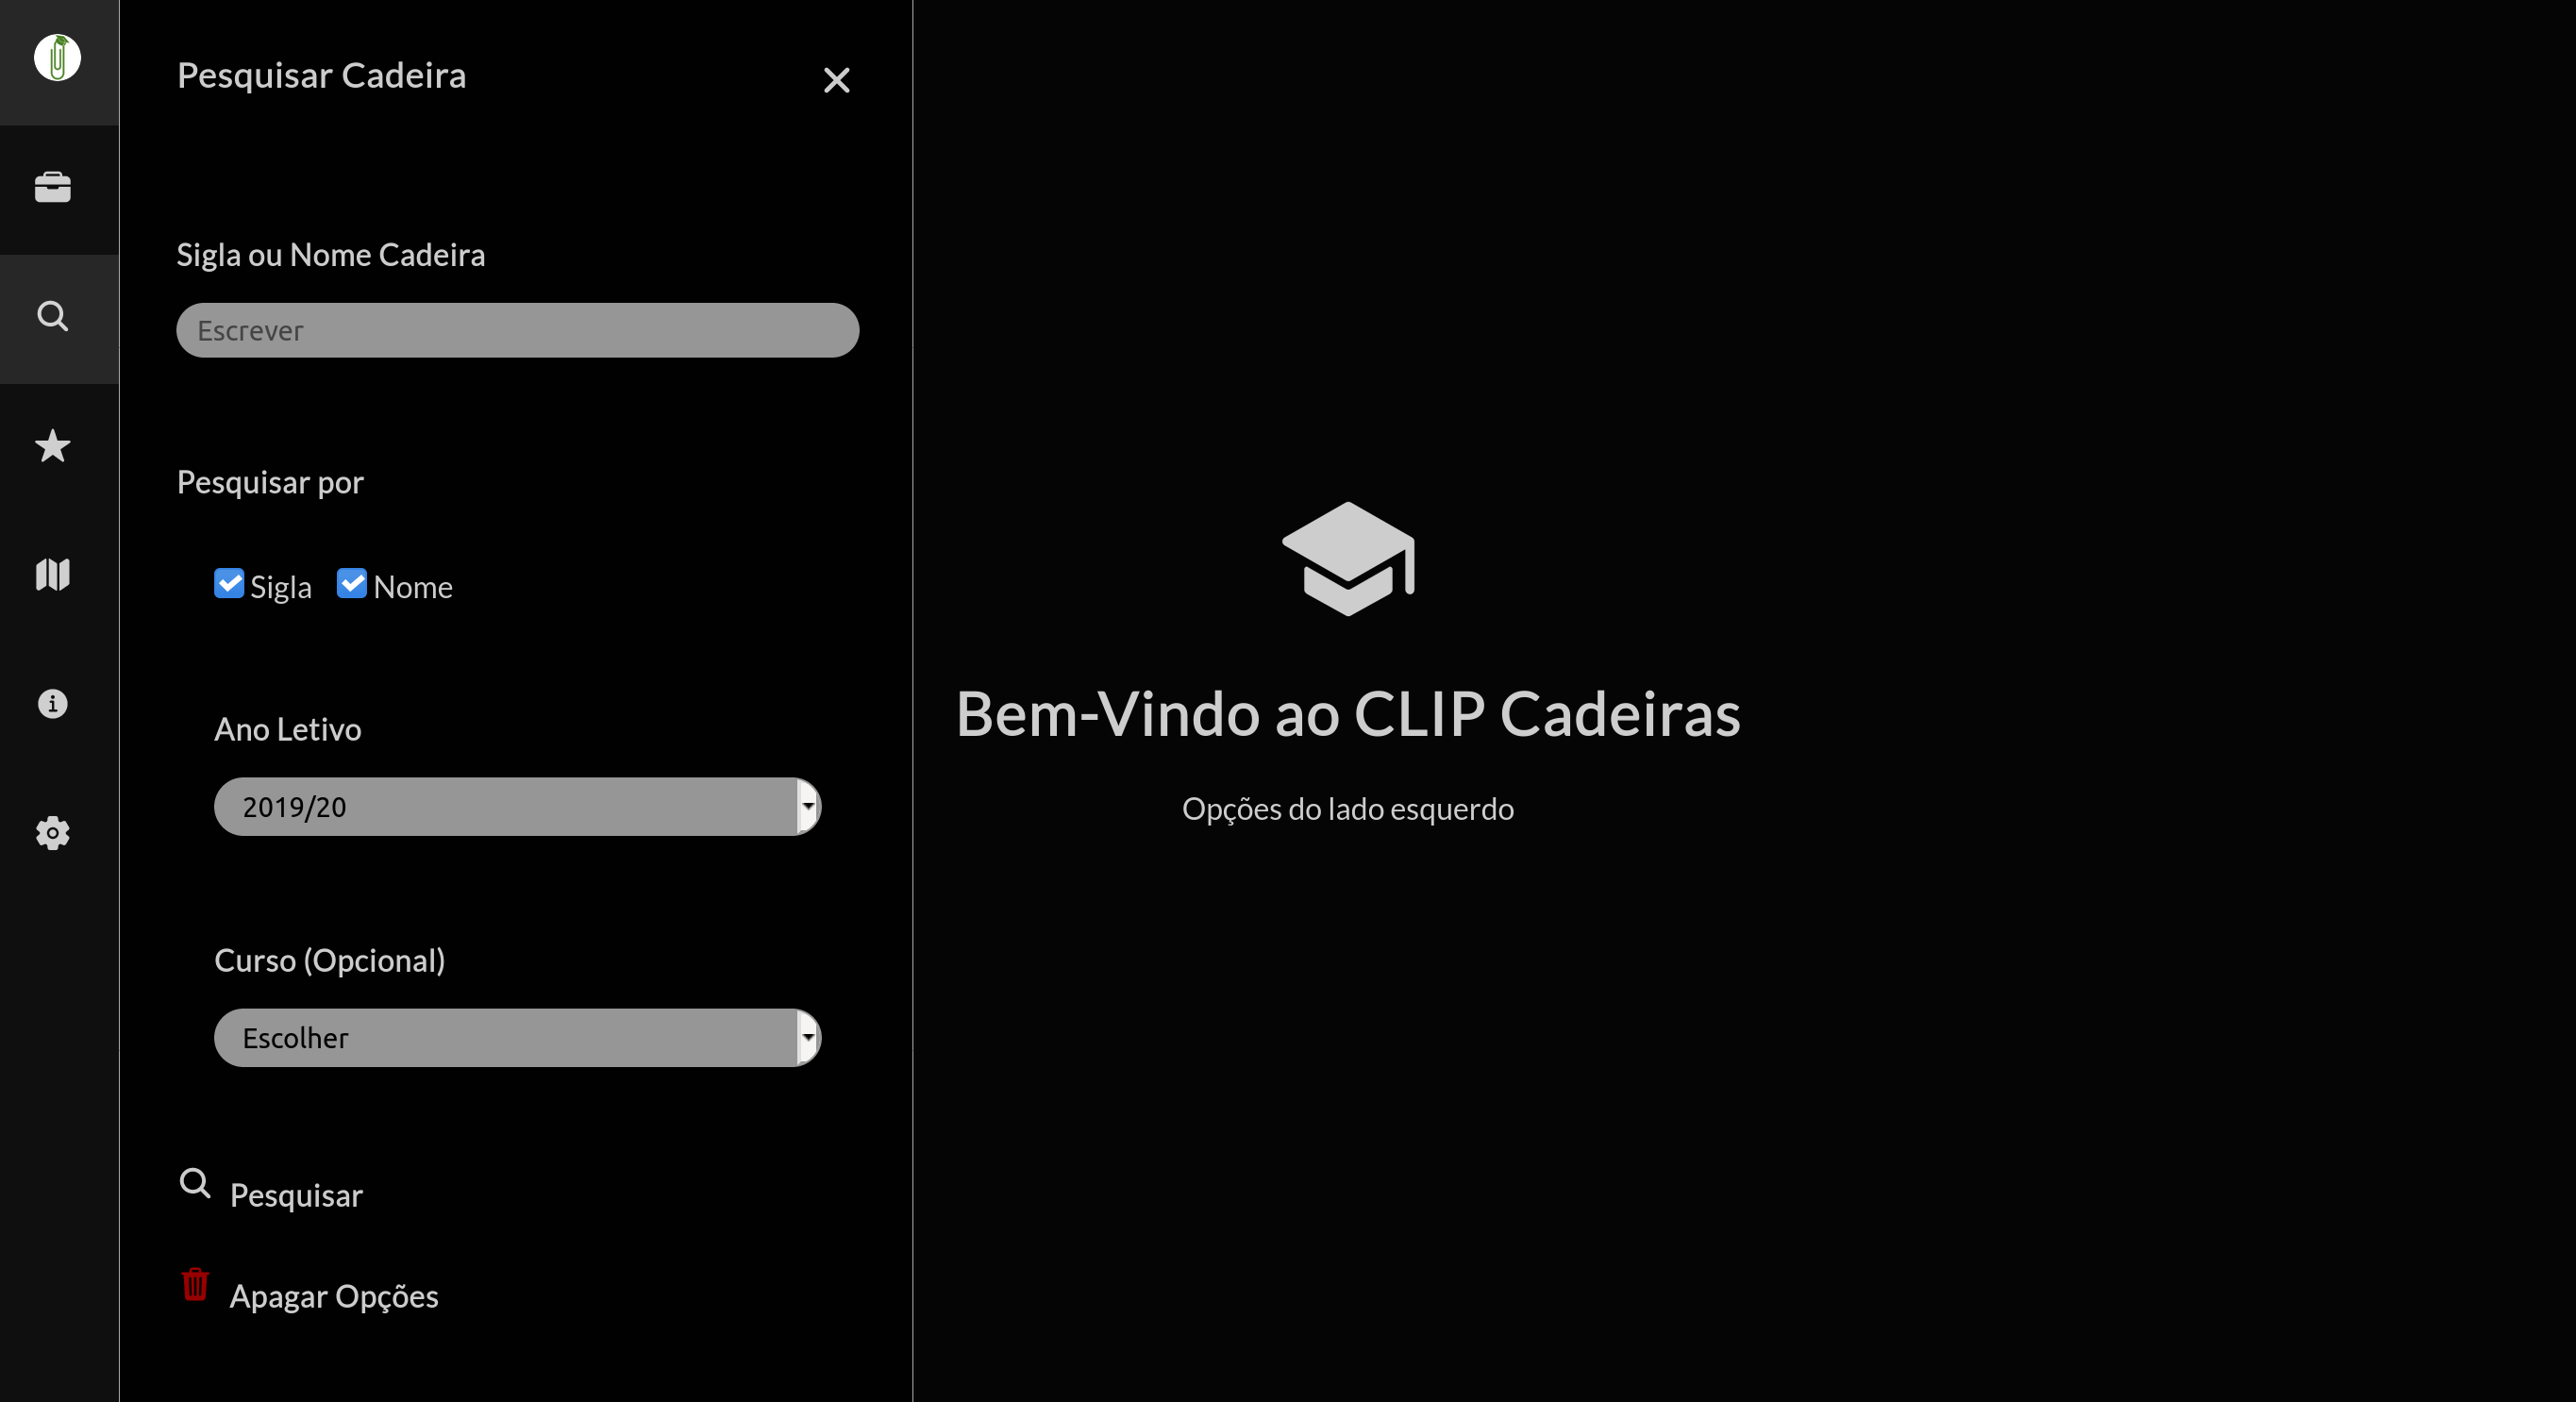 Pesquisar Cadeira
Sigla ou Nome Cadeira
Escrever
Pesquisar por
Sigla Nome
Ano Letivo
2019/20
Curso (Opcional)
Escolher
Pesquisar
Apagar Opções
Bem-Vindo ao CLIP Cadeiras
Opções do lado esquerdo